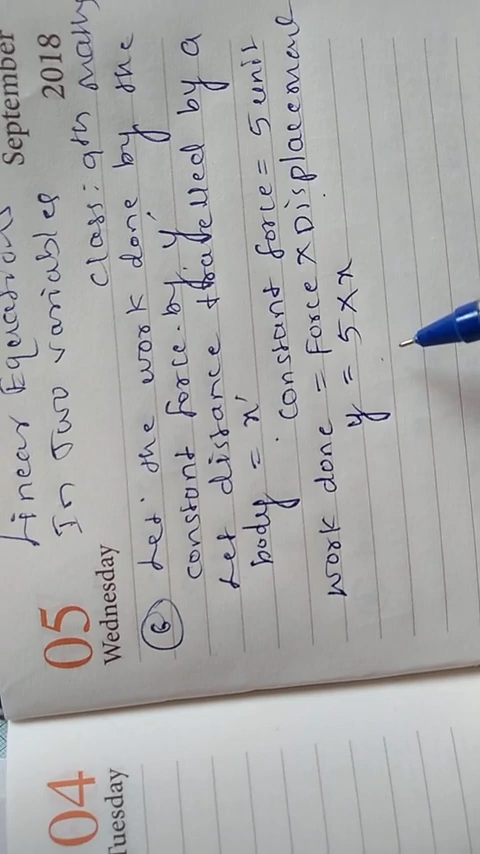 September
2018
05
Wednesday
Linear Equations
In Two Variables
Class: 9th Maths
6 Let the work done by the
constant force by y
Let distance travelled by a
body = x
constant force = 5 unit
work done = Force X Displacement
y = 5 X x
04
Tuesday